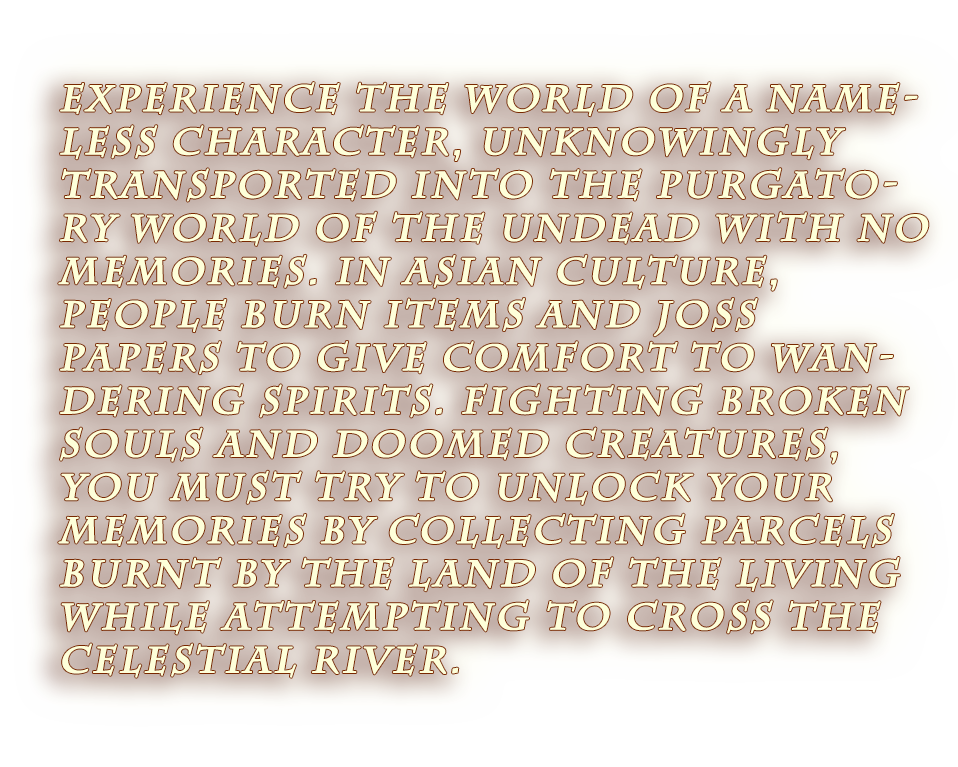 EXPERIENCE THE WORLD OF A NAME-
LESS CHARACTER, UNKNOWINGLY
TRANSPORTED INTO THE PURGATO-
RY WORLD OF THE UNDEAD WITH NO
MEMORIES. IN ASIAN CULTURE,
PEOPLE BURN ITEMS AND JOSS
PAPERS TO GIVE COMFORT TO WAN-
DERING SPIRITS. FIGHTING BROKEN
SOULS AND DOOMED CREATURES,
YOU MUST TRY TO UNLOCK YOUR
MEMORIES BY COLLECTING PARCELS
BURNT BY THE LAND OF THE LIVING
WHILE ATTEMPTING TO CROSS THE
CELESTIAL RIVER.